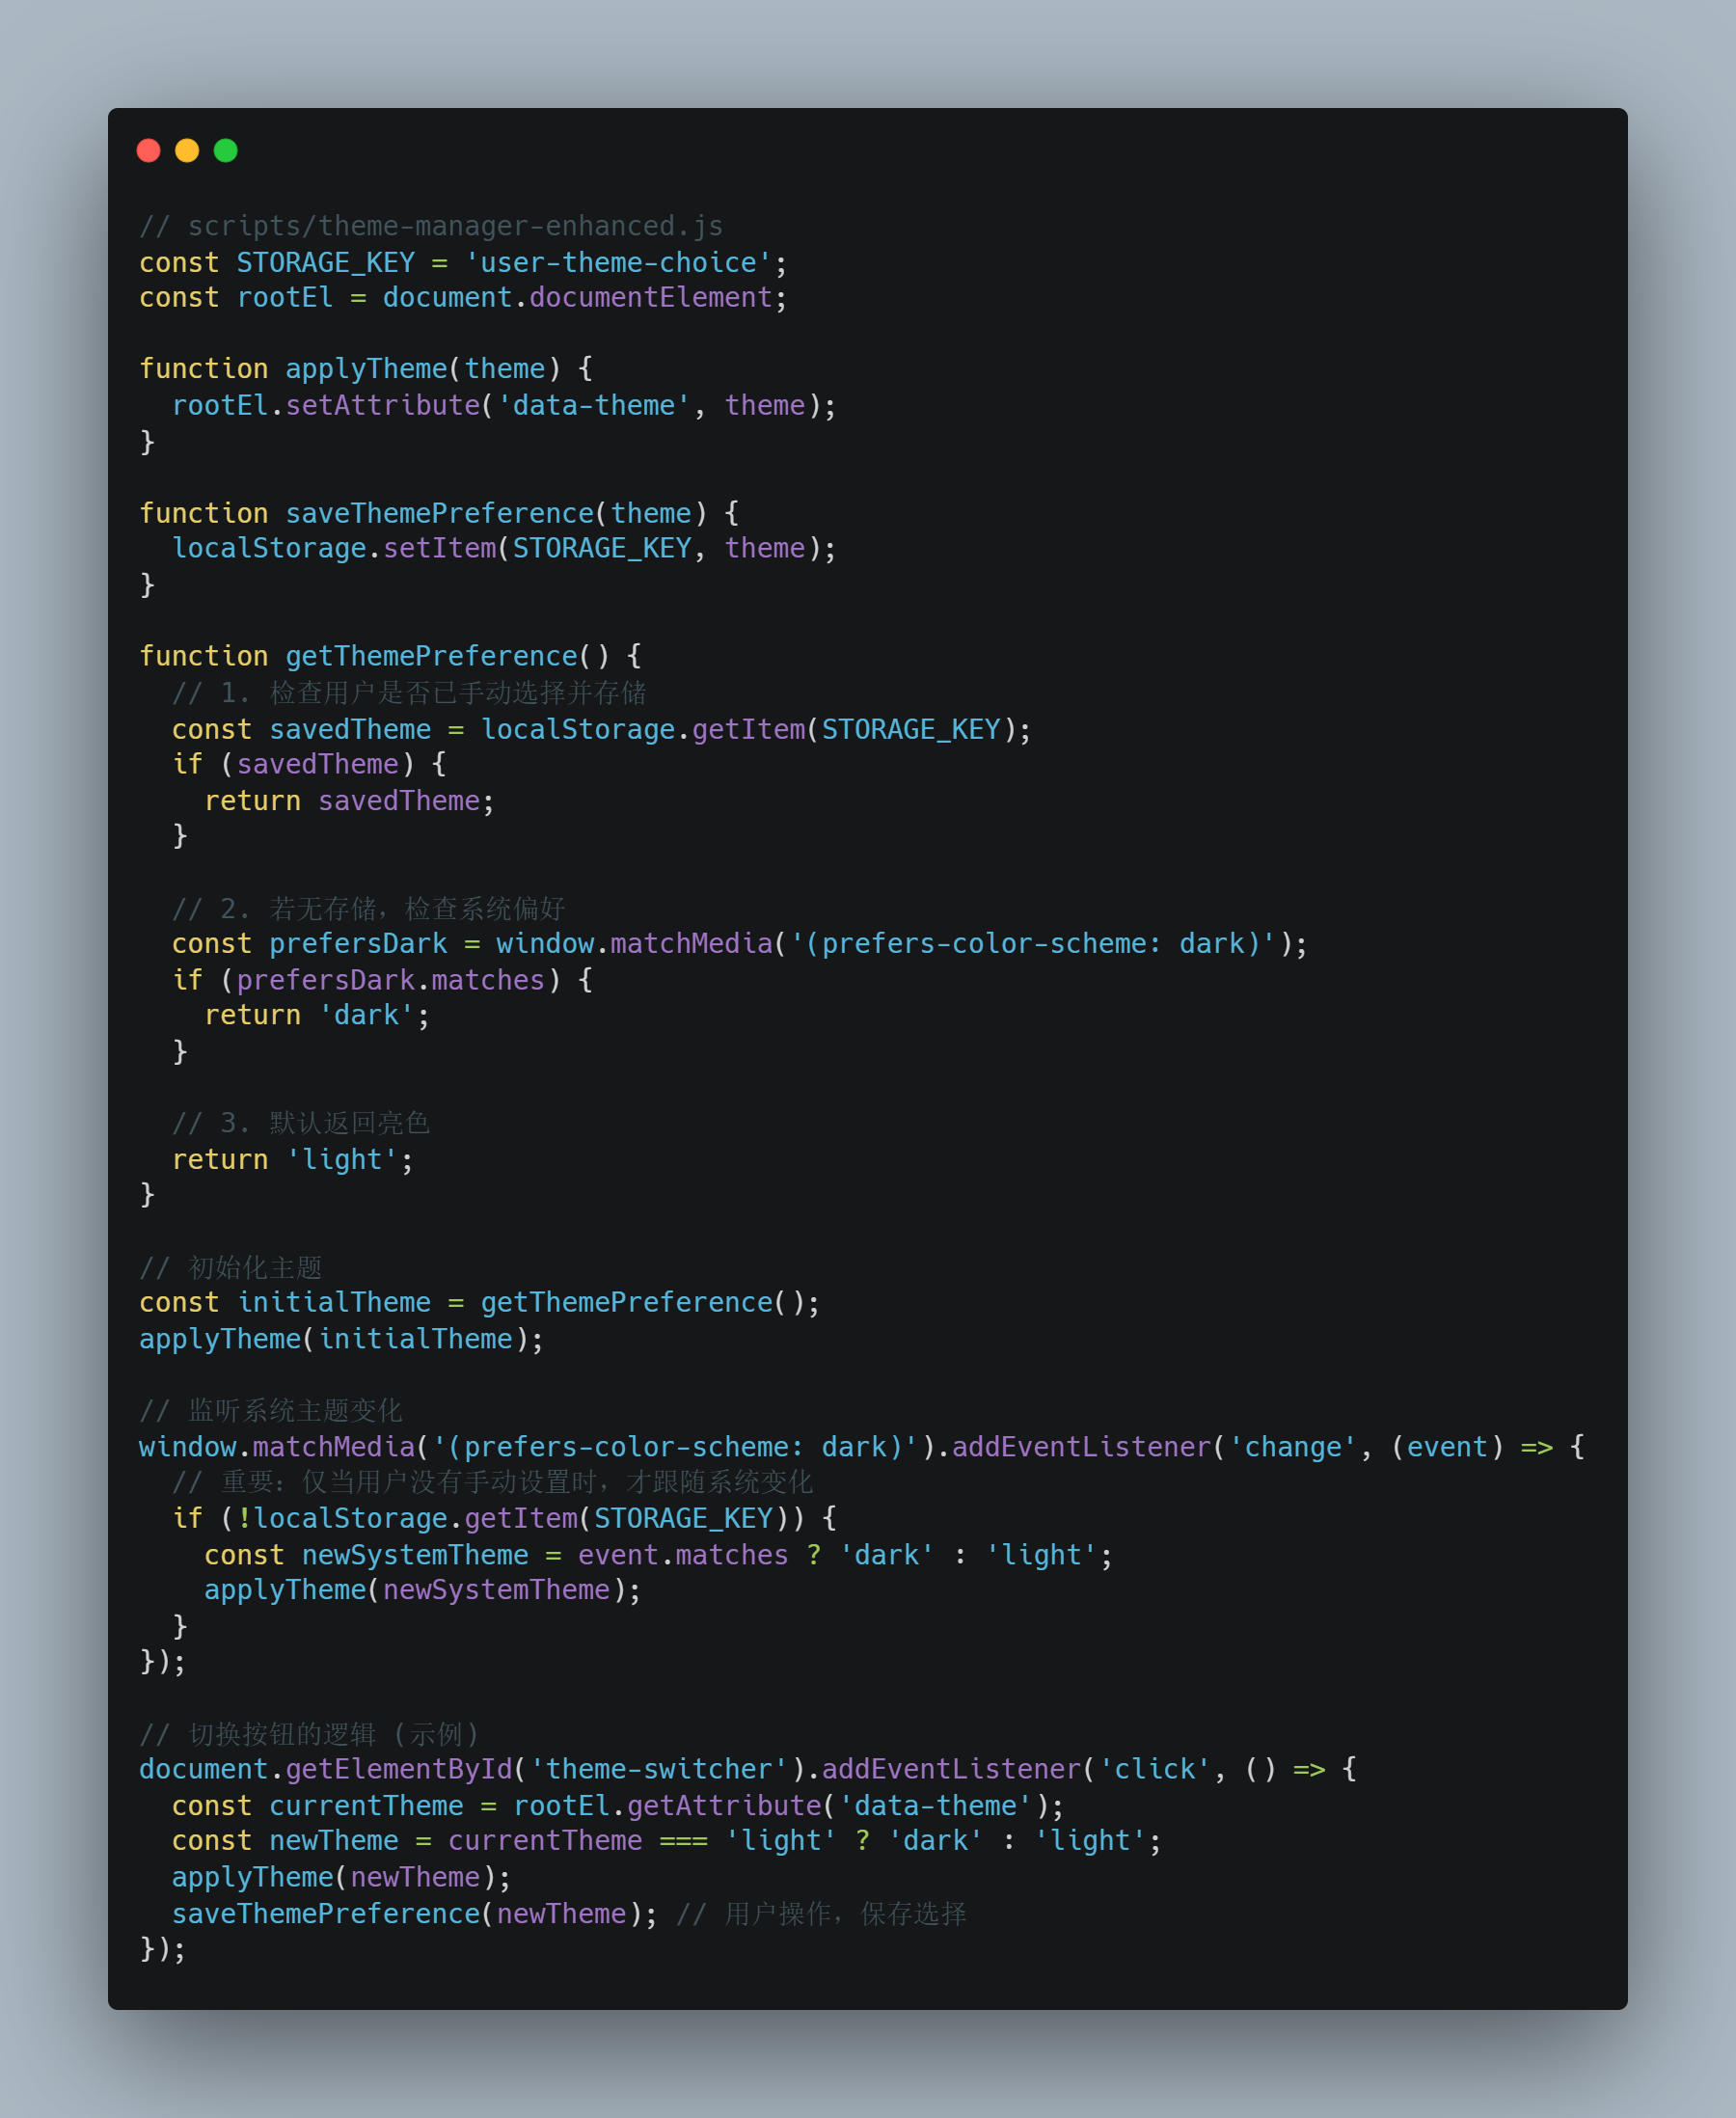 // scripts/theme-manager-enhanced.js
const STORAGE_KEY = 'user-theme-choice';
const rootEl = document.documentElement;

function applyTheme(theme) {
  rootEl.setAttribute('data-theme', theme);
}

function saveThemePreference(theme) {
  localStorage.setItem(STORAGE_KEY, theme);
}

function getThemePreference() {
  // 1. 检查用户是否已手动选择并存储
  const savedTheme = localStorage.getItem(STORAGE_KEY);
  if (savedTheme) {
    return savedTheme;
  }

  // 2. 若无存储，检查系统偏好
  const prefersDark = window.matchMedia('(prefers-color-scheme: dark)');
  if (prefersDark.matches) {
    return 'dark';
  }

  // 3. 默认返回亮色
  return 'light';
}

// 初始化主题
const initialTheme = getThemePreference();
applyTheme(initialTheme);

// 监听系统主题变化
window.matchMedia('(prefers-color-scheme: dark)').addEventListener('change', (event) => {
  // 重要：仅当用户没有手动设置时，才跟随系统变化
  if (!localStorage.getItem(STORAGE_KEY)) {
    const newSystemTheme = event.matches ? 'dark' : 'light';
    applyTheme(newSystemTheme);
  }
});

// 切换按钮的逻辑 (示例)
document.getElementById('theme-switcher').addEventListener('click', () => {
  const currentTheme = rootEl.getAttribute('data-theme');
  const newTheme = currentTheme === 'light' ? 'dark' : 'light';
  applyTheme(newTheme);
  saveThemePreference(newTheme); // 用户操作，保存选择
});